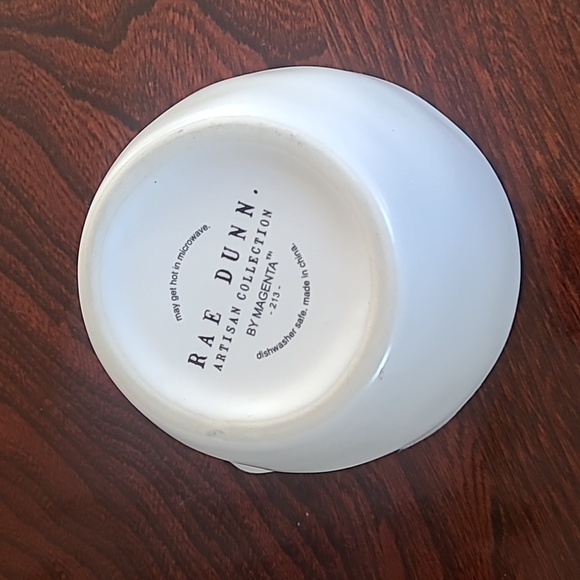 may get hot in microwave.
RAE DUNN.
ARTISAN COLLECTION
BY MAGENTA™
- 213 -
dishwasher safe. made in china.